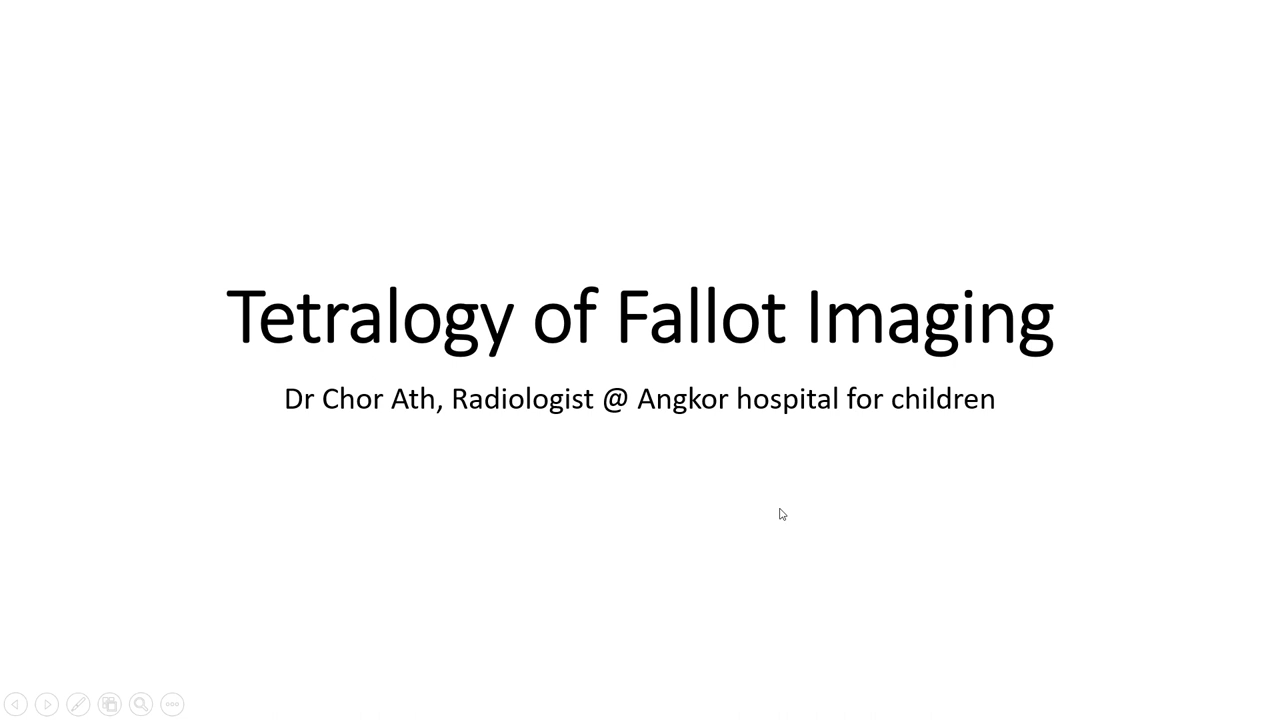 Tetralogy of Fallot Imaging
Dr Chor Ath, Radiologist @ Angkor hospital for children